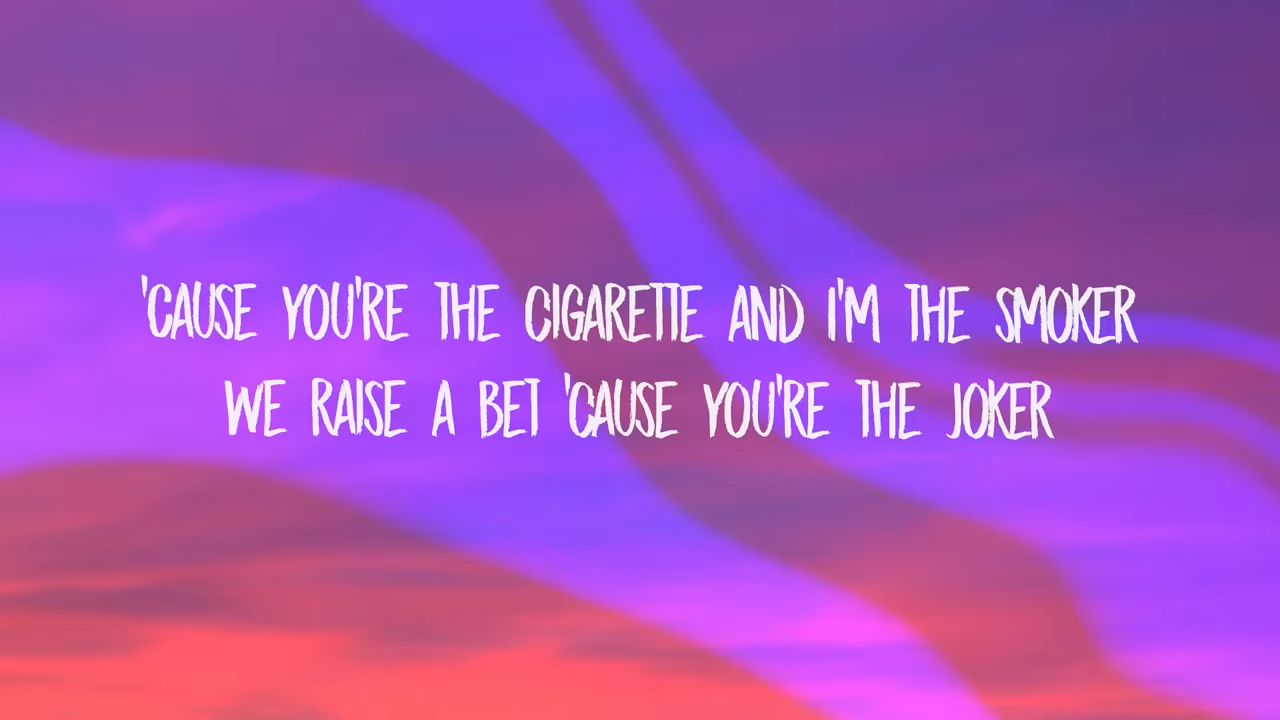 'CAUSE YOU'RE THE CIGARETTE AND I'M THE SMOKER
WE RAISE A BET 'CAUSE YOU'RE THE JOKER